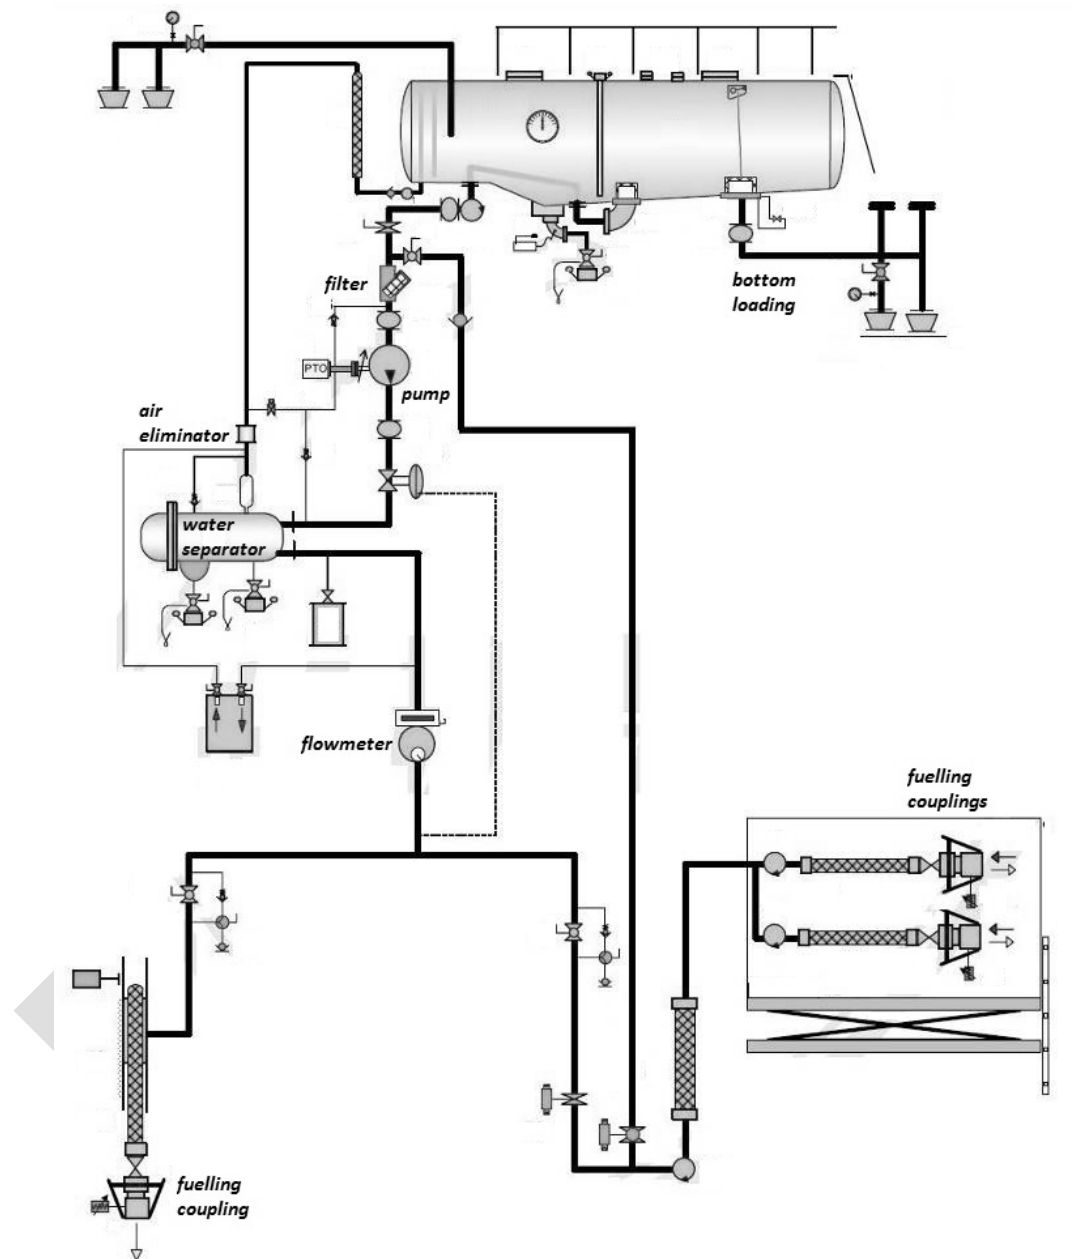 filter
bottom
loading
PTO
pump
air
eliminator
water
separator
flowmeter
fuelling
couplings
fuelling
coupling